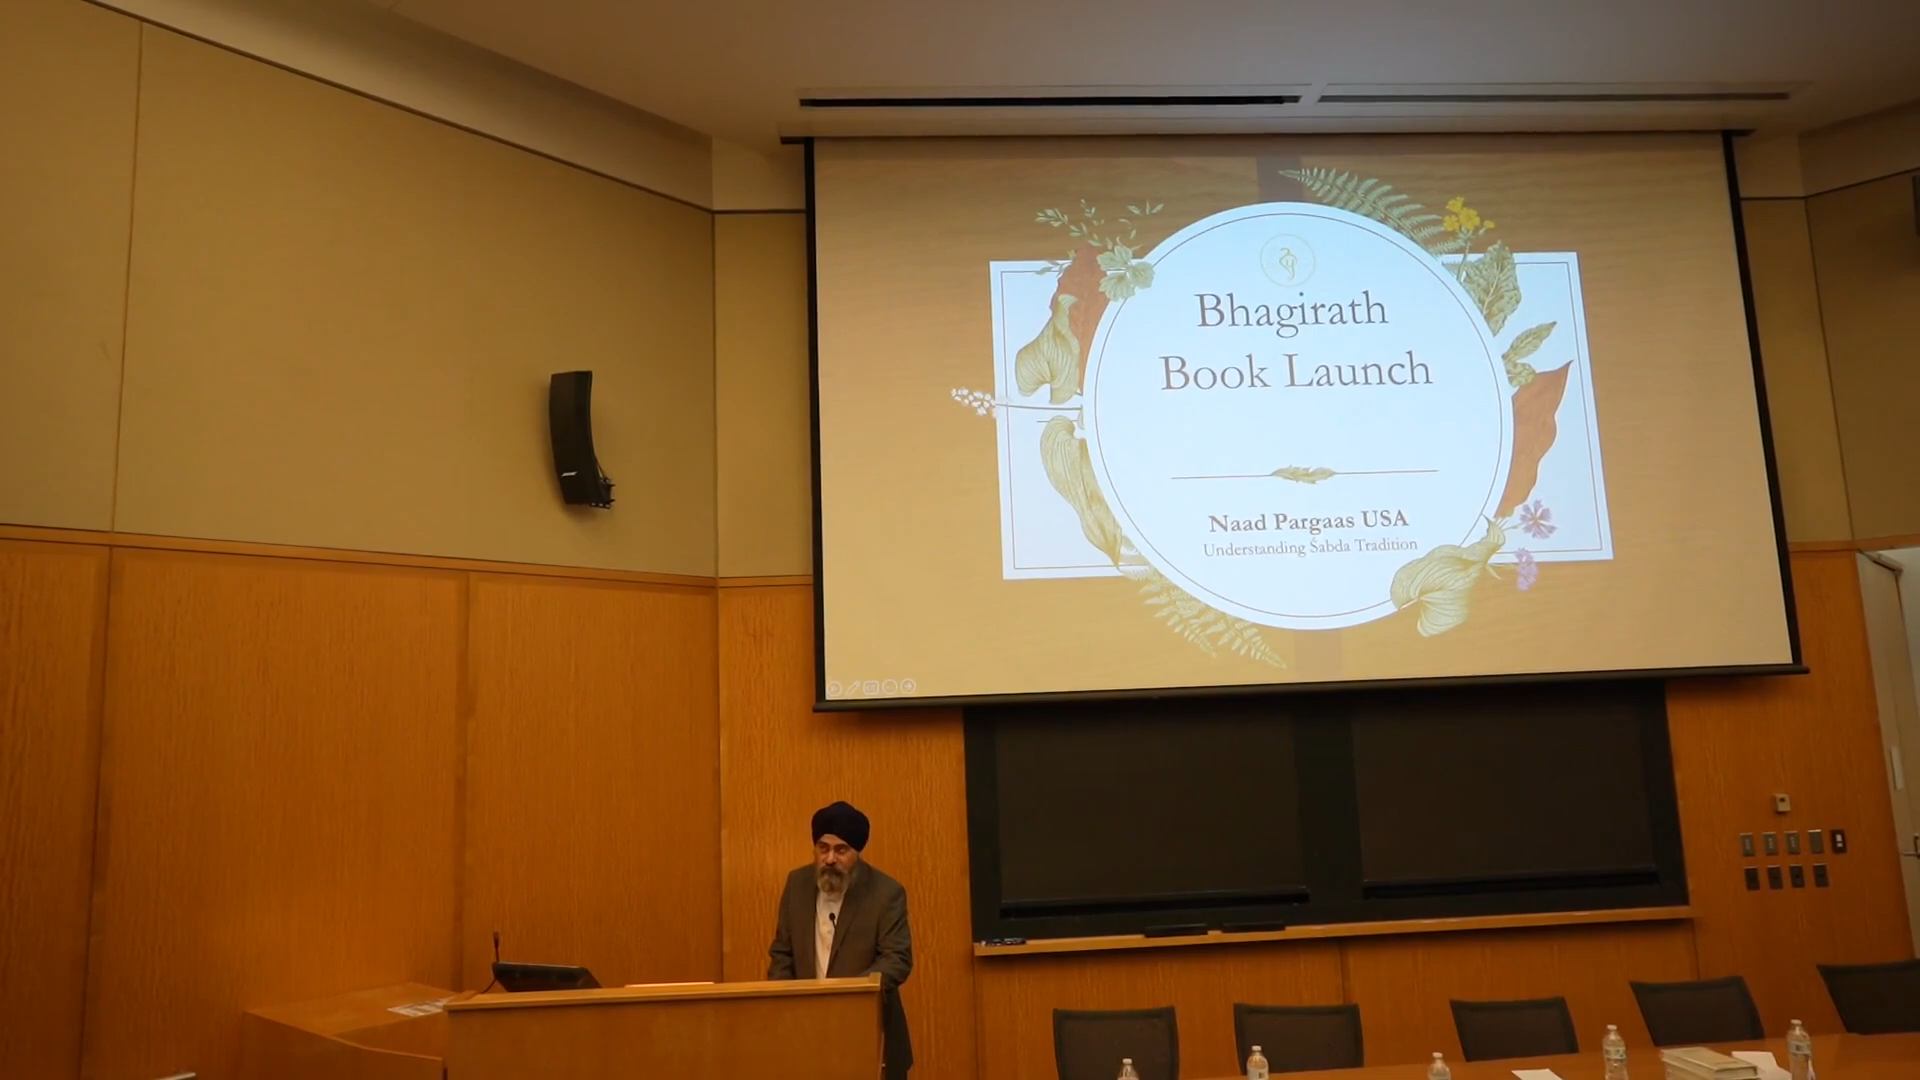 Bhagirath
Book Launch
Naad Pargaas USA
Understanding Śabda Tradition